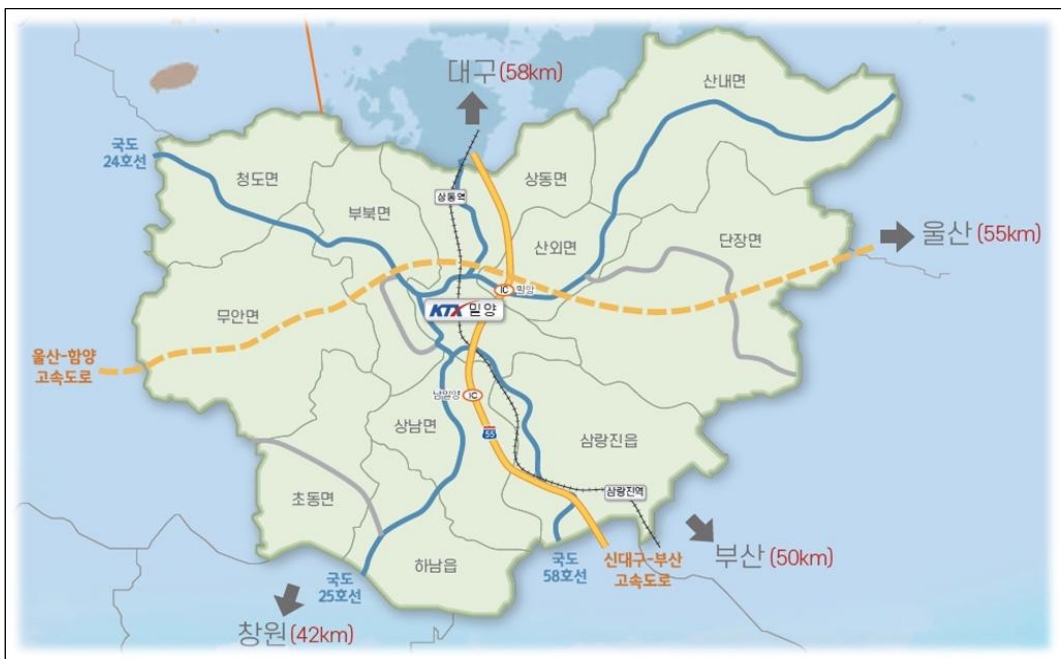 대구(58km)
산내면
국도
24호선
청도면
상동면
부북면
상동역
산외면
단장면
울산(55km)
IC 밀양
KTX 밀양
무안면
울산-함양
고속도로
남밀양 IC
상남면
55
삼랑진읍
초동면
삼랑진역
하남읍
국도
58호선
신대구-부산
고속도로
부산(50km)
국도
25호선
창원(42km)